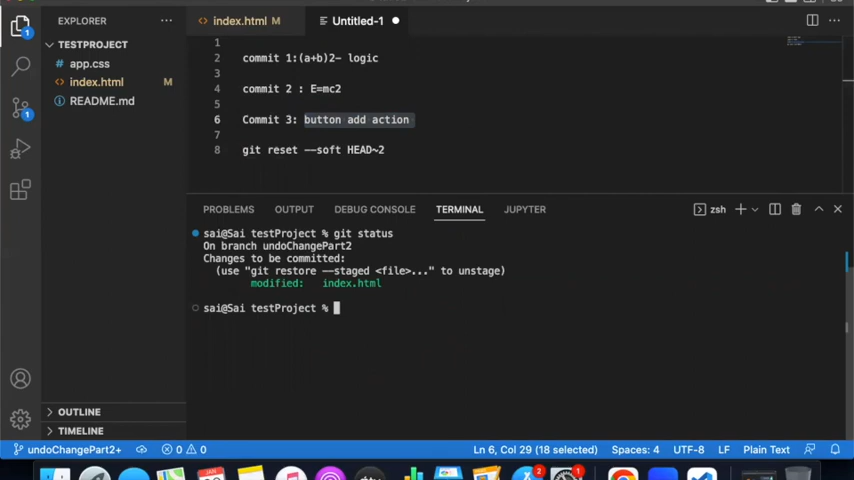 EXPLORER
TESTPROJECT
app.css
index.html M
README.md
OUTLINE
TIMELINE
1
1
index.html M
Untitled-1
1
2 commit 1:(a+b)2- logic
3
4 commit 2 : E=mc2
5
6 Commit 3: button add action
7
8 git reset --soft HEAD~2
PROBLEMS OUTPUT DEBUG CONSOLE TERMINAL JUPYTER zsh
sai@Sai testProject % git status
On branch undoChangePart2
Changes to be committed:
(use "git restore --staged <file>..." to unstage)
modified: index.html
sai@Sai testProject %
undoChangePart2+ 0 0 Ln 6, Col 29 (18 selected) Spaces: 4 UTF-8 LF Plain Text
2 1